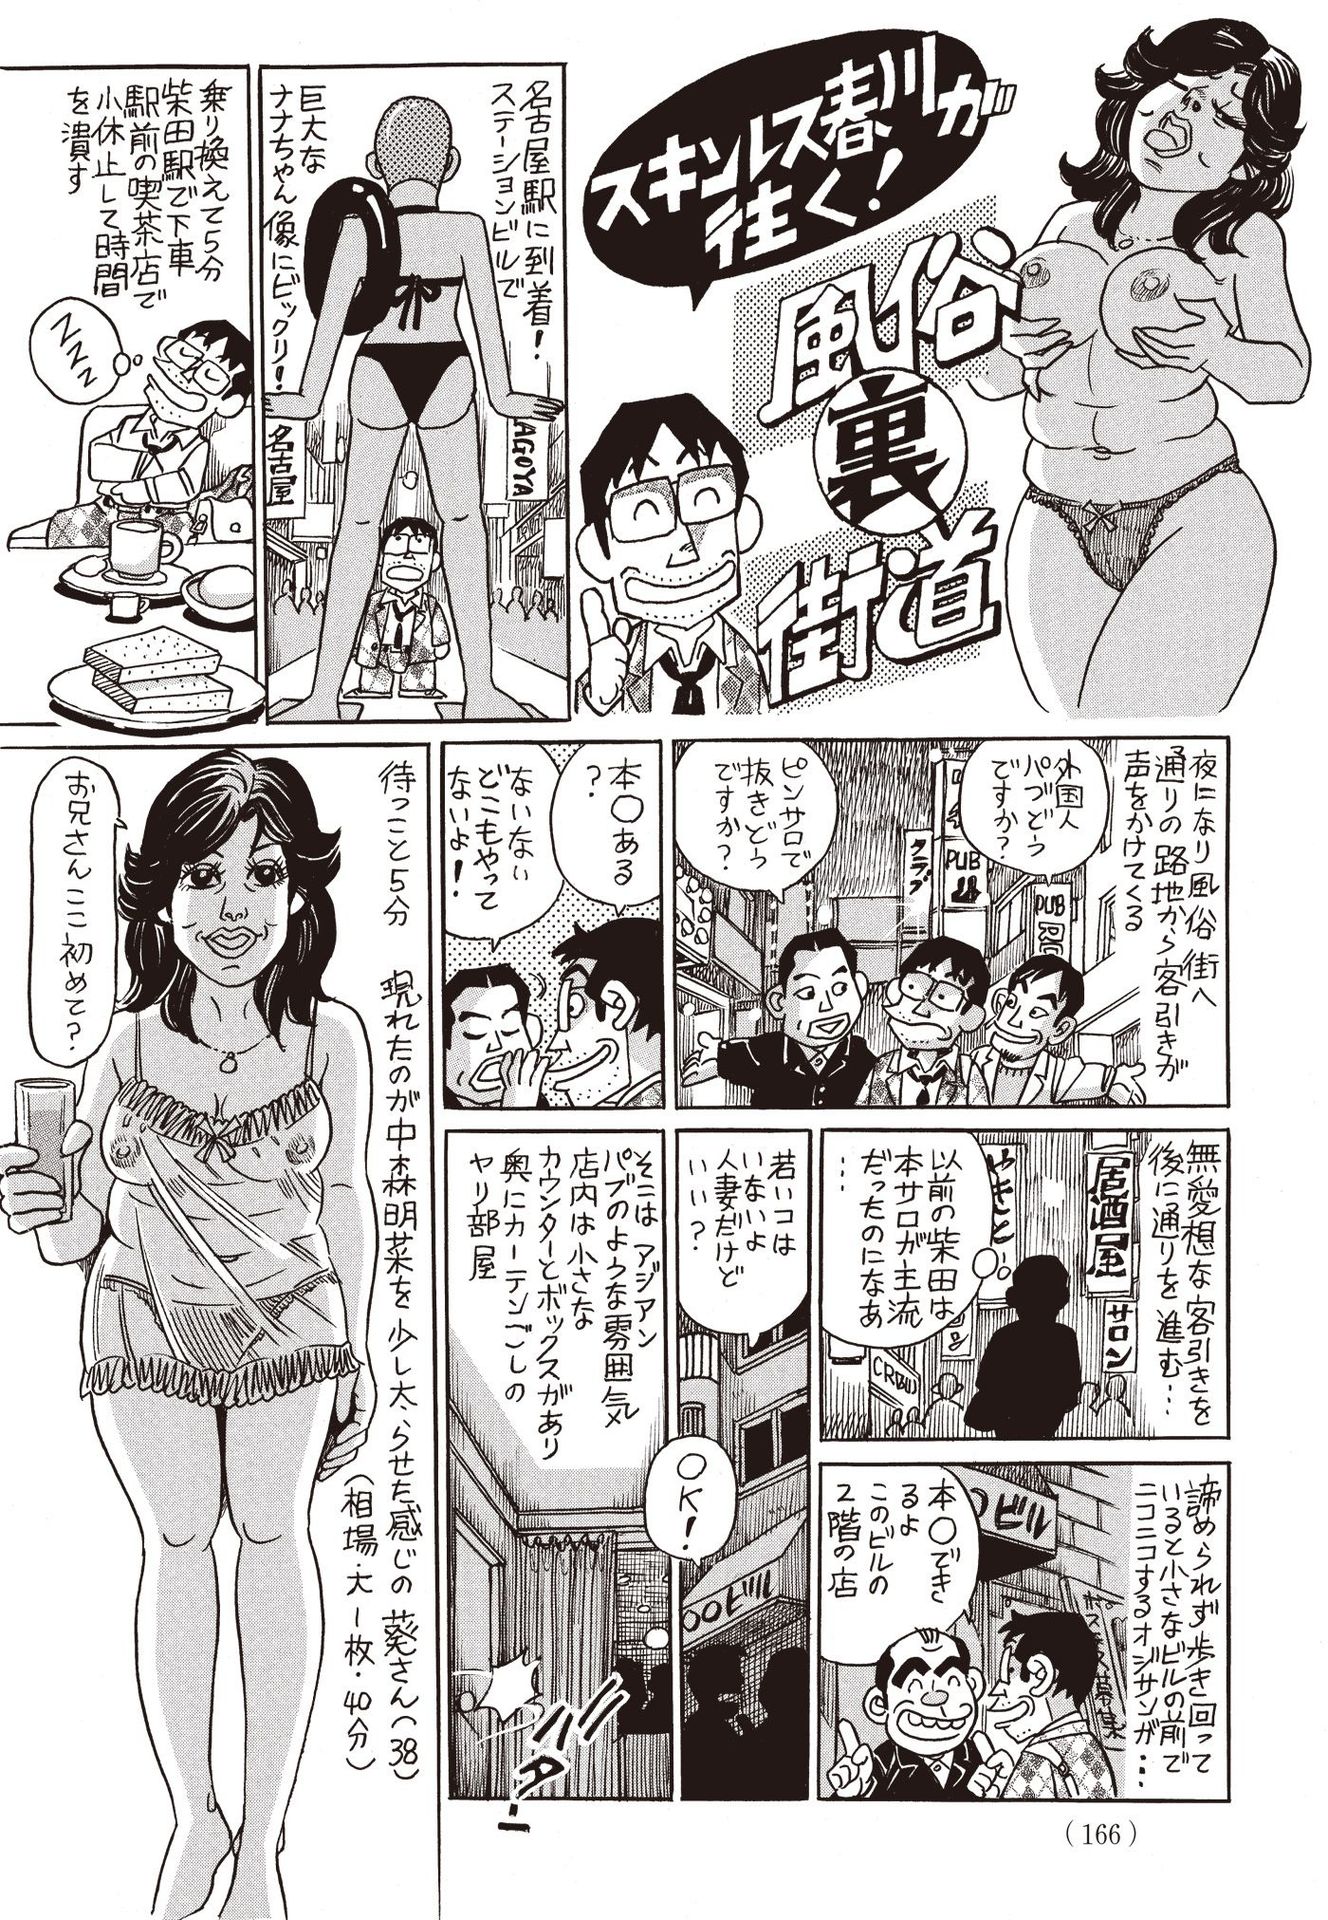 スキンレス春川が
往く!
風俗
裏
街道
名古屋駅に到着!
ステーションビルで
巨大な
ナナちゃん像にビックリ!
名古屋
NAGOYA
乗り換えて5分
柴田駅で下車
駅前の喫茶店で
小休止して時間
を潰す
ZZZZ
夜になり風俗街へ
通りの路地から客引きが
声をかけてくる
外国人
パブどう
ですか?
ピンサロで
抜きどう
ですか?
クラブ
PUB
PUB
本〇ある
?
ないない
どこもやって
ないよ!
無愛想な客引きを
後に通りを進む…
以前の柴田は
本サロが主流
だったのになあ
…
居酒屋
やきと
サロン
諦められず歩き回って
いると小さなビルの前で
ニコニコするオジサンが…
本〇でき
るよ
このビルの
2階の店
〇ビル
ホステス募集
若いコは
いないよ
人妻だけど
いい?
OK!
〇〇ビル
そこはアジアン
パブのような雰囲気
店内は小さな
カウンターとボックスがあり
奥にカーテンごしの
ヤリ部屋
バターン
待つこと5分
現れたのが中森明菜を少し太らせた感じの葵さん(38)
(相場・大1枚・40分)
お兄さんここ初めて?
(166)